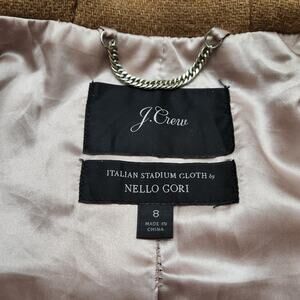 J.Crew
ITALIAN STADIUM CLOTH by
NELLO GORI
8
MADE IN
CHINA